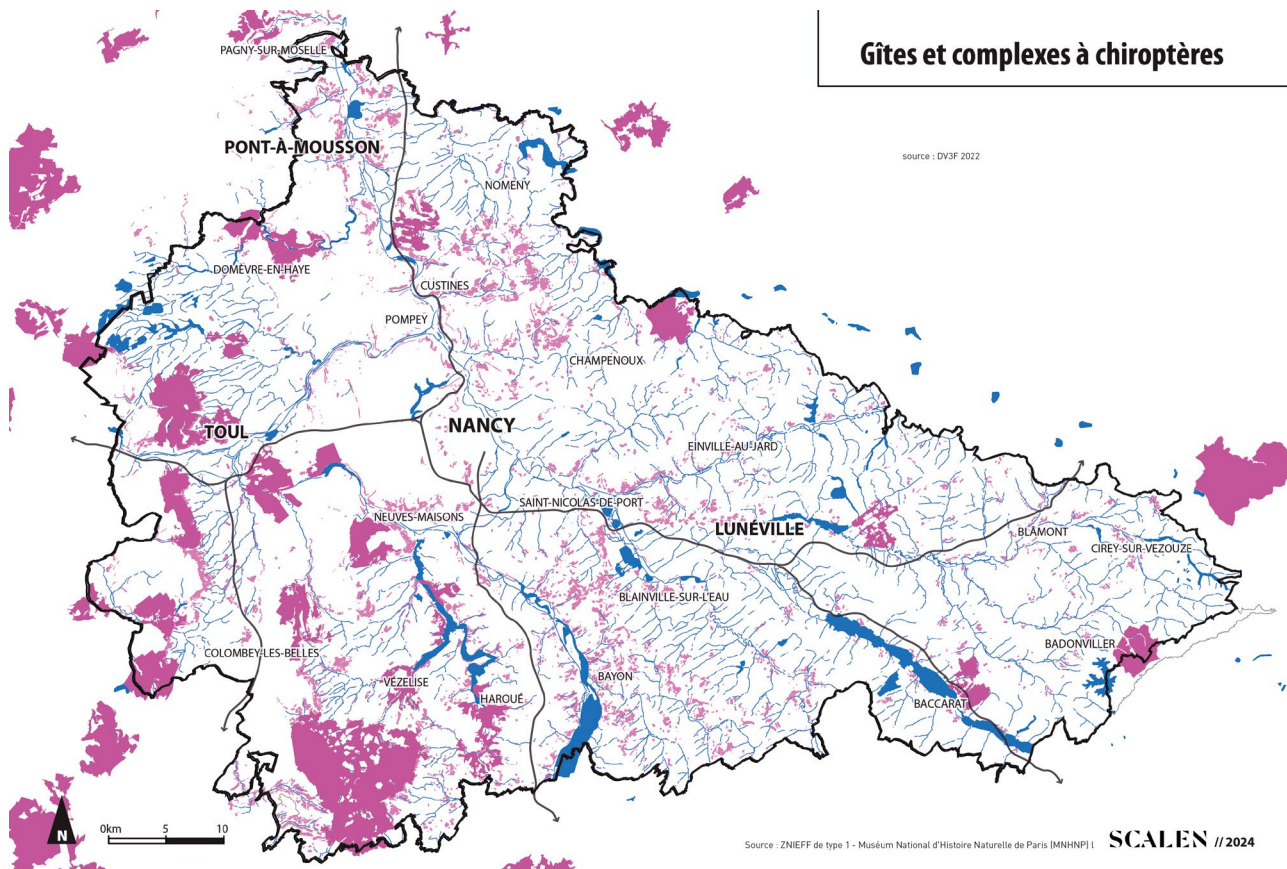 Gîtes et complexes à chiroptères
source : DV3F 2022
PAGNY-SUR-MOSELLE
PONT-À-MOUSSON
NOMENY
DOMÈVRE-EN-HAYE
CUSTINES
POMPEY
CHAMPENOUX
TOUL
NANCY
EINVILLE-AU-JARD
SAINT-NICOLAS-DE-PORT
NEUVES-MAISONS
LUNÉVILLE
BLÂMONT
CIREY-SUR-VEZOUZE
BLAINVILLE-SUR-L'EAU
BADONVILLER
COLOMBEY-LES-BELLES
VÉZELISE
BAYON
HAROUÉ
BACCARAT
N
0km 5 10
Source : ZNIEFF de type 1 - Muséum National d'Histoire Naturelle de Paris (MNHNP) l
SCALEN // 2024